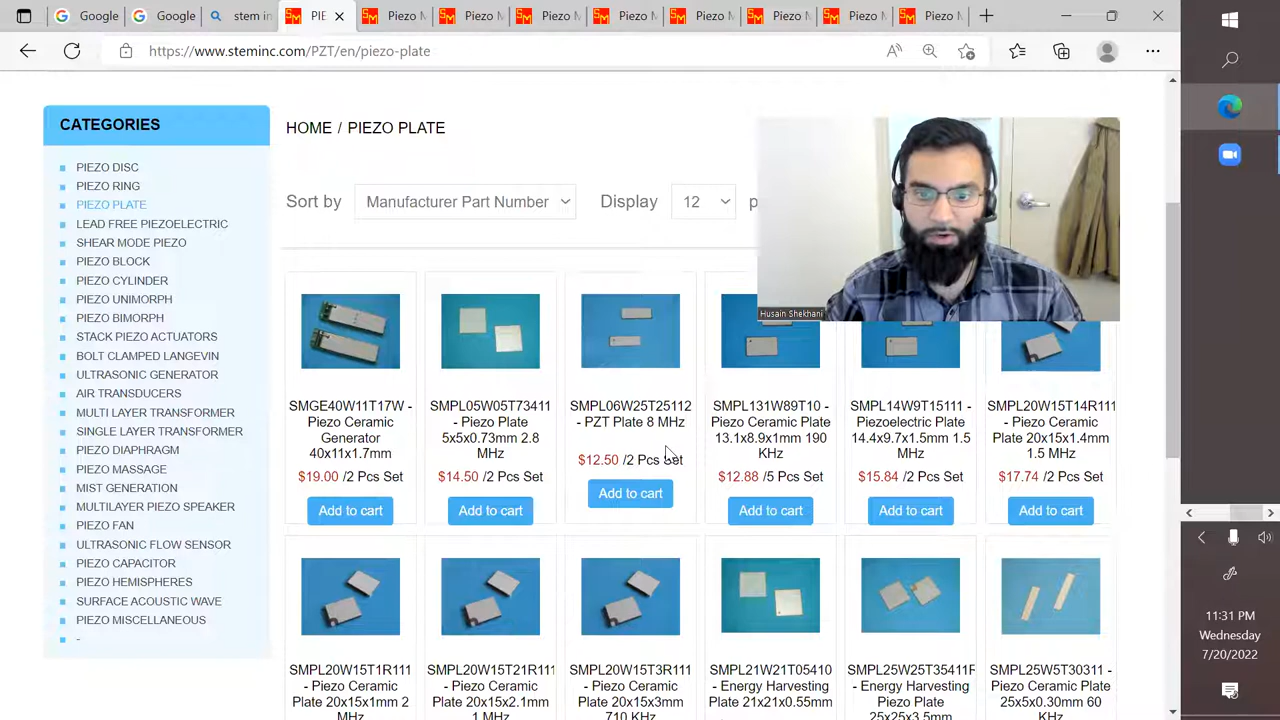 Google
Google
stem in
PIE
Piezo M
Piezo M
Piezo M
Piezo M
Piezo M
Piezo M
Piezo M
Piezo M
https://www.steminc.com/PZT/en/piezo-plate
CATEGORIES
PIEZO DISC
PIEZO RING
PIEZO PLATE
LEAD FREE PIEZOELECTRIC
SHEAR MODE PIEZO
PIEZO BLOCK
PIEZO CYLINDER
PIEZO UNIMORPH
PIEZO BIMORPH
STACK PIEZO ACTUATORS
BOLT CLAMPED LANGEVIN
ULTRASONIC GENERATOR
AIR TRANSDUCERS
MULTI LAYER TRANSFORMER
SINGLE LAYER TRANSFORMER
PIEZO DIAPHRAGM
PIEZO MASSAGE
MIST GENERATION
MULTILAYER PIEZO SPEAKER
PIEZO FAN
ULTRASONIC FLOW SENSOR
PIEZO CAPACITOR
PIEZO HEMISPHERES
SURFACE ACOUSTIC WAVE
PIEZO MISCELLANEOUS
-
HOME / PIEZO PLATE
Sort by Manufacturer Part Number Display 12 p
Husain Shekhani
SMGE40W11T17W -
Piezo Ceramic
Generator
40x11x1.7mm
$19.00 /2 Pcs Set
Add to cart
SMPL05W05T73411
- Piezo Plate
5x5x0.73mm 2.8
MHz
$14.50 /2 Pcs Set
Add to cart
SMPL06W25T25112
- PZT Plate 8 MHz
$12.50 /2 Pcs Set
Add to cart
SMPL131W89T10 -
Piezo Ceramic Plate
13.1x8.9x1mm 190
KHz
$12.88 /5 Pcs Set
Add to cart
SMPL14W9T15111 -
Piezoelectric Plate
14.4x9.7x1.5mm 1.5
MHz
$15.84 /2 Pcs Set
Add to cart
SMPL20W15T14R111
- Piezo Ceramic
Plate 20x15x1.4mm
1.5 MHz
$17.74 /2 Pcs Set
Add to cart
SMPL20W15T1R111
- Piezo Ceramic
Plate 20x15x1mm 2
MHz
SMPL20W15T21R111
- Piezo Ceramic
Plate 20x15x2.1mm
1 MHz
SMPL20W15T3R111
- Piezo Ceramic
Plate 20x15x3mm
710 KHz
SMPL21W21T05410
- Energy Harvesting
Plate 21x21x0.55mm
SMPL25W25T35411R
- Energy Harvesting
Piezo Plate
25x25x3.5mm
SMPL25W5T30311 -
Piezo Ceramic Plate
25x5x0.30mm 60
KHz
11:31 PM
Wednesday
7/20/2022